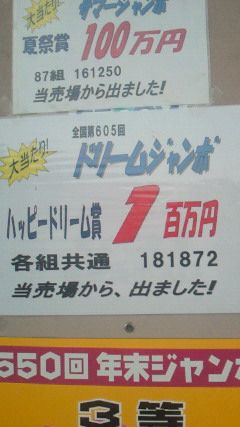 大当たり!
サマージャンボ
夏祭賞 100万円
87組 161250
当売場から出ました!
全国第605回
大当たり!
ドリームジャンボ
ハッピードリーム賞 1百万円
各組共通 181872
当売場から、出ました!
550回 年末ジャン
3等